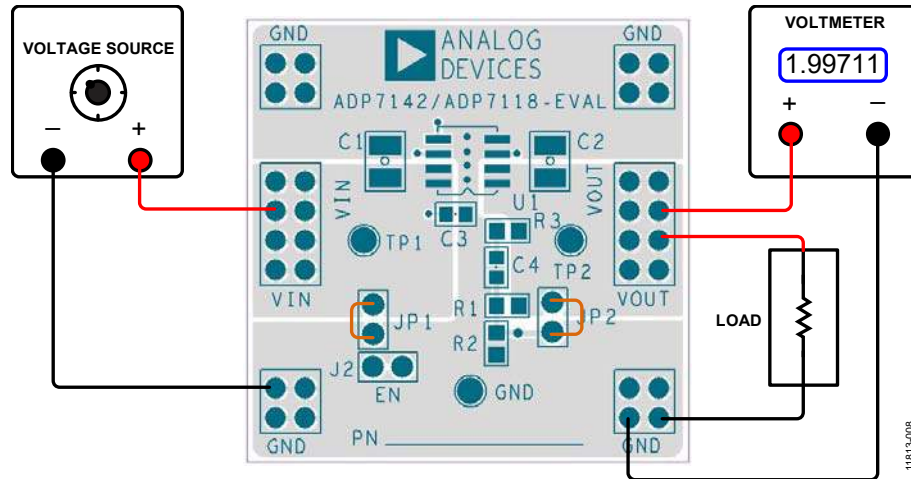 VOLTAGE SOURCE
− +
GND
ANALOG
DEVICES
GND
ADP7142/ADP7118-EVAL
VOLTMETER
1.99711
+ −
C1
C2
VIN
VOUT
U1
C3
R3
TP1
C4
TP2
VIN
VOUT
JP1
R1
JP2
R2
J2
EN
GND
GND
GND
PN
LOAD
11813-008